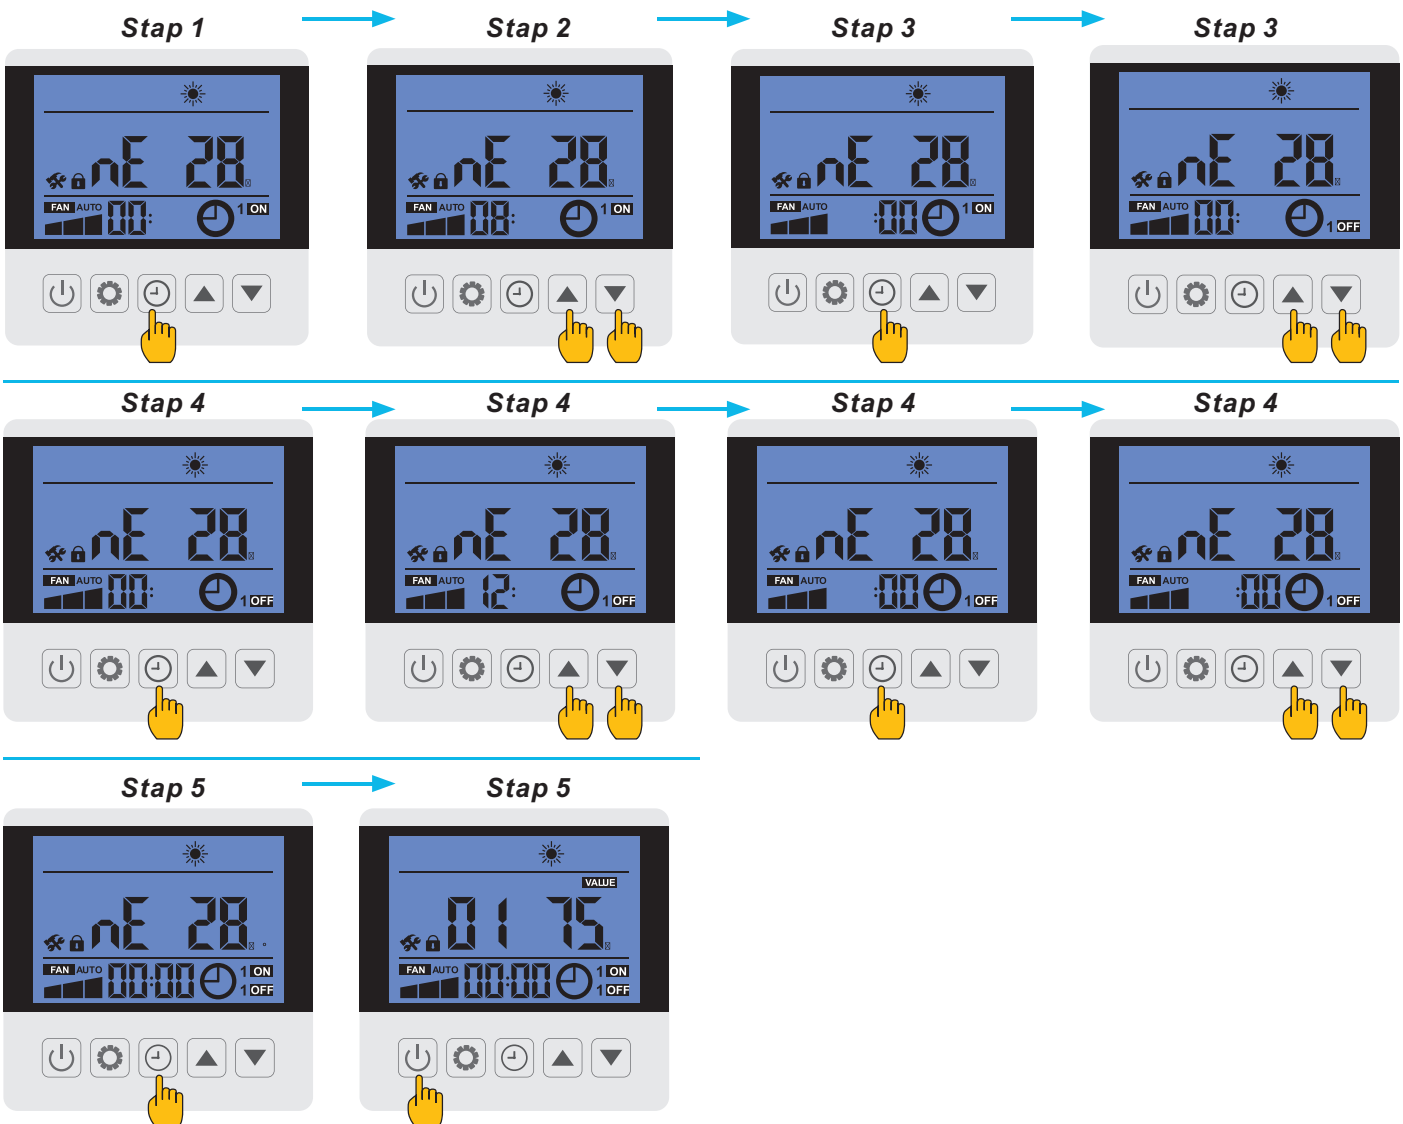 Stap 1
Stap 2
Stap 3
Stap 3
nE 28
FAN AUTO 00: 1 ON
nE 28
FAN AUTO 08: 1 ON
nE 28
FAN AUTO :00 1 ON
nE 28
FAN AUTO 00: 1 OFF
Stap 4
Stap 4
Stap 4
Stap 4
nE 28
FAN AUTO 00: 1 OFF
nE 28
FAN AUTO 12: 1 OFF
nE 28
FAN AUTO :00 1 OFF
nE 28
FAN AUTO :00 1 OFF
Stap 5
Stap 5
nE 28
FAN AUTO 00:00 1 ON
1 OFF
VALUE
01 75
FAN AUTO 00:00 1 ON
1 OFF